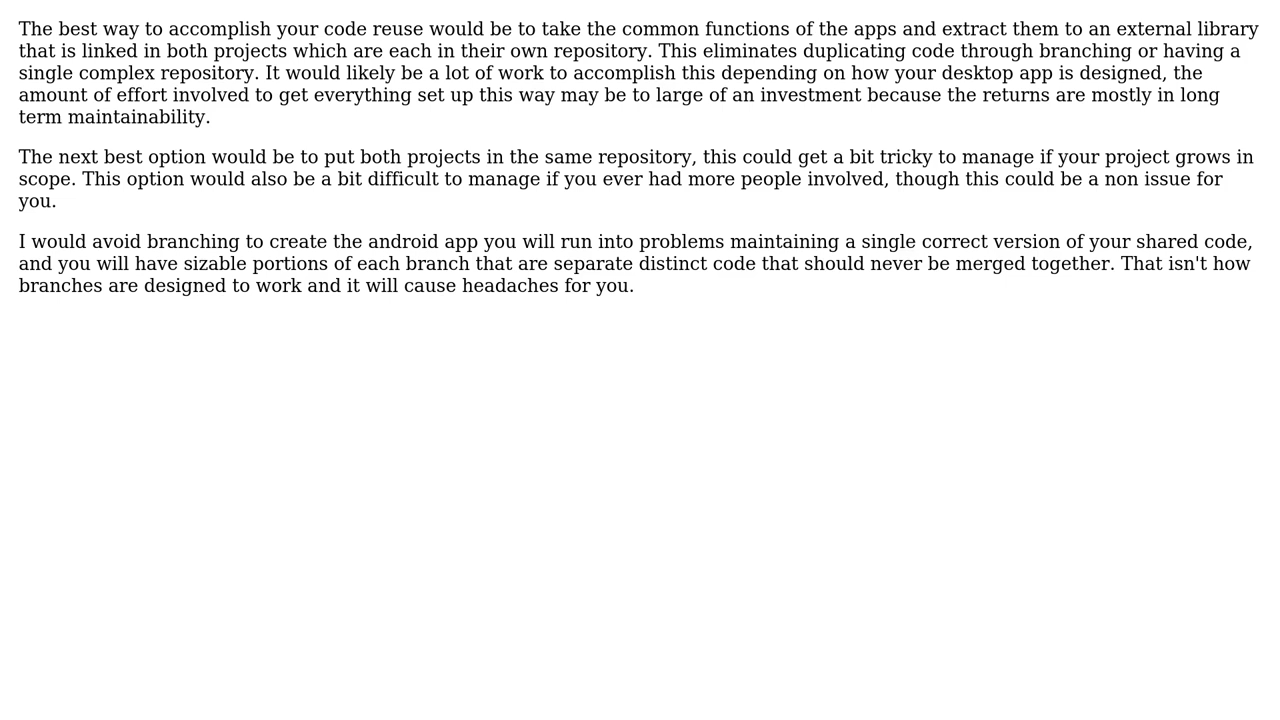 The best way to accomplish your code reuse would be to take the common functions of the apps and extract them to an external library
that is linked in both projects which are each in their own repository. This eliminates duplicating code through branching or having a
single complex repository. It would likely be a lot of work to accomplish this depending on how your desktop app is designed, the
amount of effort involved to get everything set up this way may be to large of an investment because the returns are mostly in long
term maintainability.
The next best option would be to put both projects in the same repository, this could get a bit tricky to manage if your project grows in
scope. This option would also be a bit difficult to manage if you ever had more people involved, though this could be a non issue for
you.
I would avoid branching to create the android app you will run into problems maintaining a single correct version of your shared code,
and you will have sizable portions of each branch that are separate distinct code that should never be merged together. That isn't how
branches are designed to work and it will cause headaches for you.